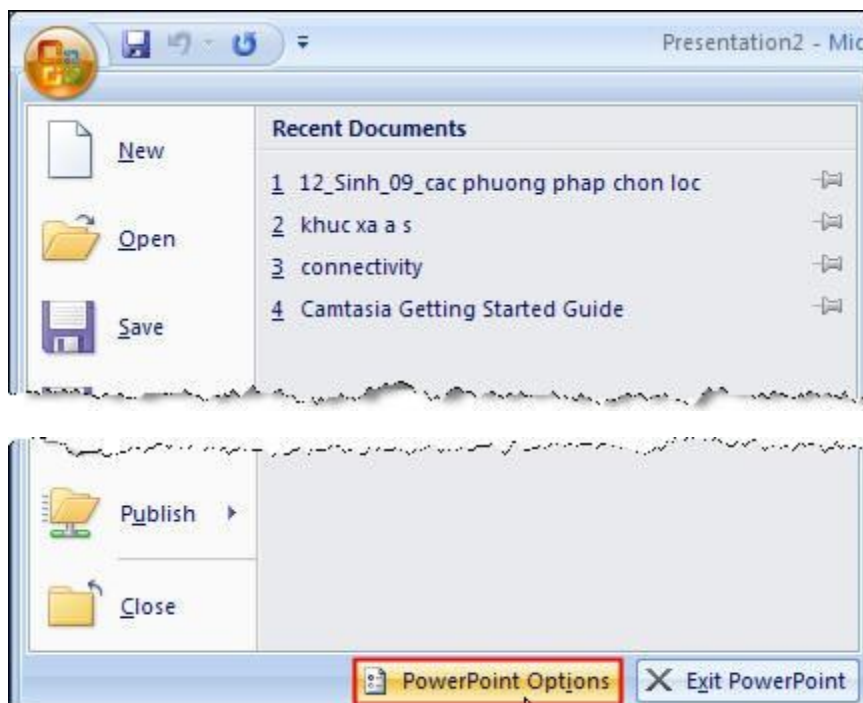 Presentation2 - Mic
New
Recent Documents
1 12_Sinh_09_cac phuong phap chon loc
Open
2 khuc xa a s
3 connectivity
Save
4 Camtasia Getting Started Guide
Publish
Close
PowerPoint Options
Exit PowerPoint